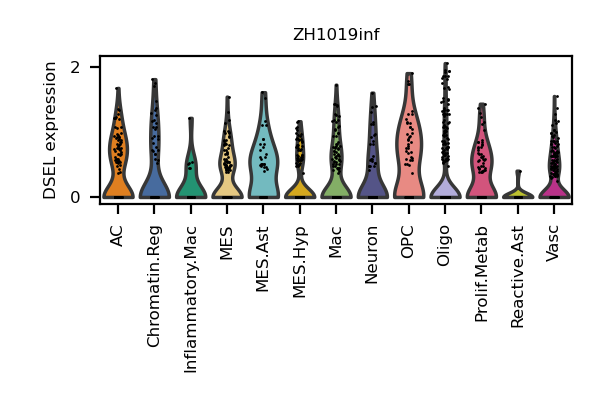 ZH1019inf
DSEL expression
2
0
AC
Chromatin.Reg
Inflammatory.Mac
MES
MES.Ast
MES.Hyp
Mac
Neuron
OPC
Oligo
Prolif.Metab
Reactive.Ast
Vasc